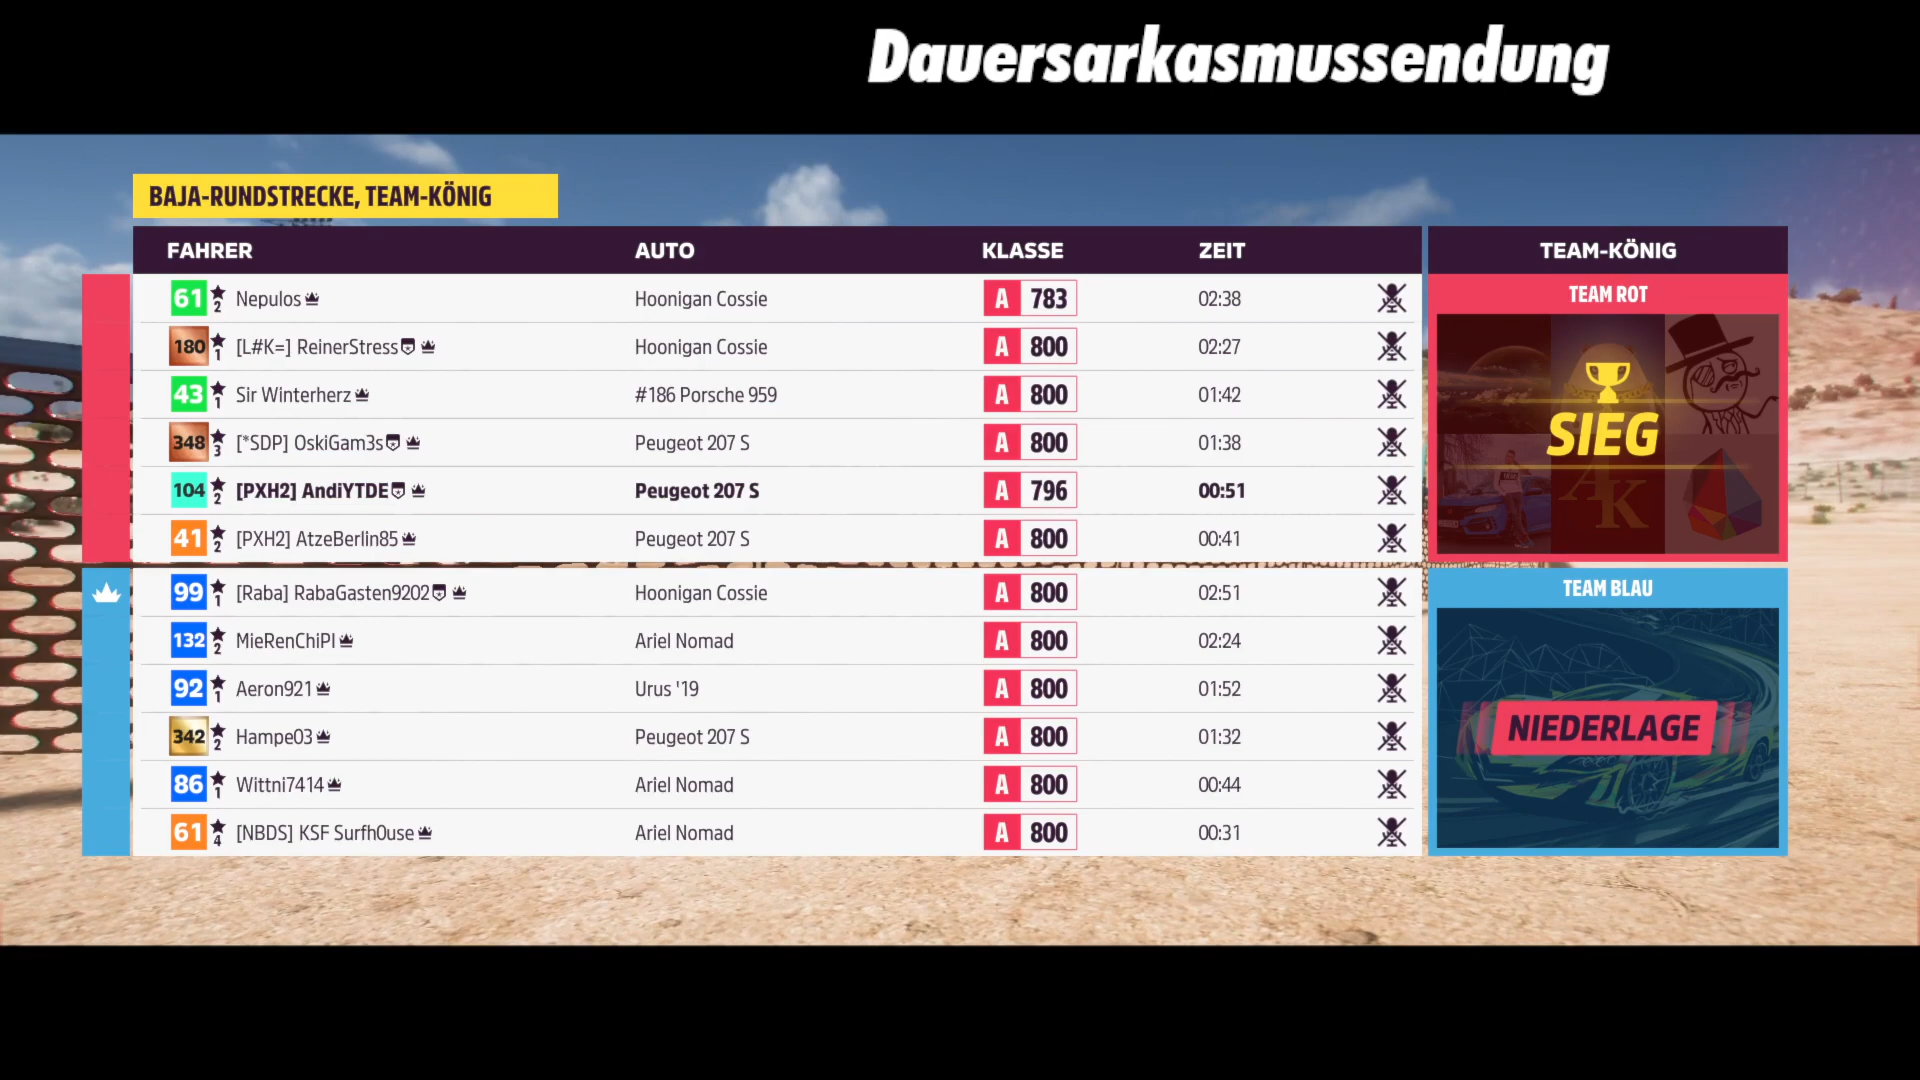 Dauersarkasmussendung
BAJA-RUNDSTRECKE, TEAM-KÖNIG
FAHRER AUTO KLASSE ZEIT TEAM-KÖNIG
61 2 Nepulos Hoonigan Cossie A 783 02:38
180 1 [L#K=] ReinerStress Hoonigan Cossie A 800 02:27
43 1 Sir Winterherz #186 Porsche 959 A 800 01:42
348 3 [*SDP] OskiGam3s Peugeot 207 S A 800 01:38
104 2 [PXH2] AndiYTDE Peugeot 207 S A 796 00:51
41 2 [PXH2] AtzeBerlin85 Peugeot 207 S A 800 00:41
TEAM ROT
SIEG
AK
99 1 [Raba] RabaGasten9202 Hoonigan Cossie A 800 02:51
132 2 MieRenChiPI Ariel Nomad A 800 02:24
92 1 Aeron921 Urus '19 A 800 01:52
342 2 Hampe03 Peugeot 207 S A 800 01:32
86 1 Wittni7414 Ariel Nomad A 800 00:44
61 4 [NBDS] KSF Surfh0use Ariel Nomad A 800 00:31
TEAM BLAU
NIEDERLAGE